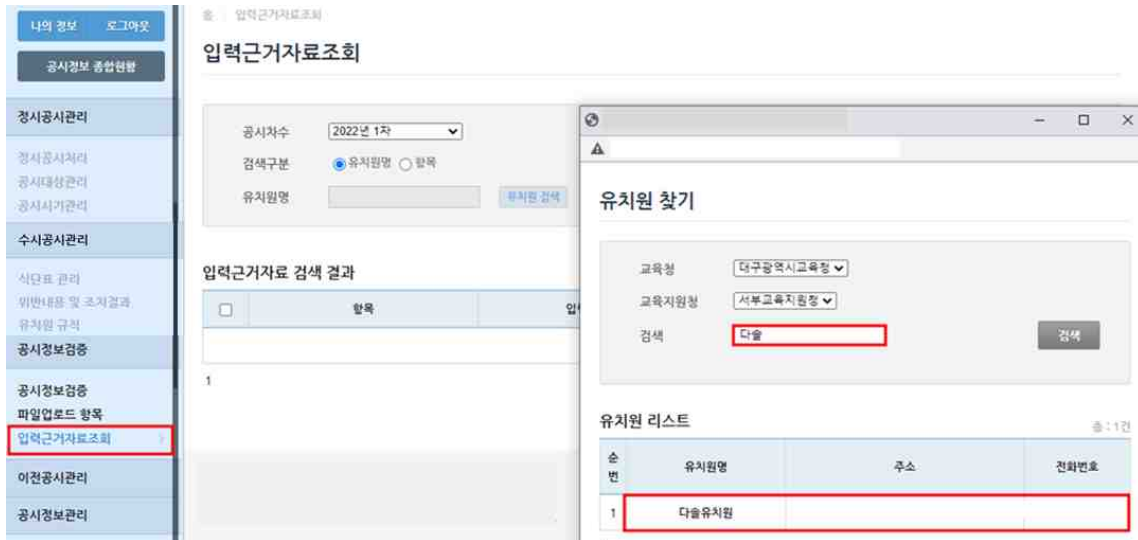 나의 정보 로그아웃
공시정보 종합현황
정시공시관리
정시공시처리
공시대상관리
공시시기관리
수시공시관리
식단표 관리
위반내용 및 조치결과
유치원 규칙
공시정보검증
공시정보검증
파일업로드 항목
입력근거자료조회
이전공시관리
공시정보관리
홈 입력근거자료조회
입력근거자료조회
공시차수 2022년 1차
검색구분 유치원명 항목
유치원명 유치원 검색
입력근거자료 검색 결과
항목
1
유치원 찾기
교육청 대구광역시교육청
교육지원청 서부교육지원청
검색 다솔 검색
유치원 리스트
총 : 1건
순번 유치원명 주소 전화번호
1 다솔유치원